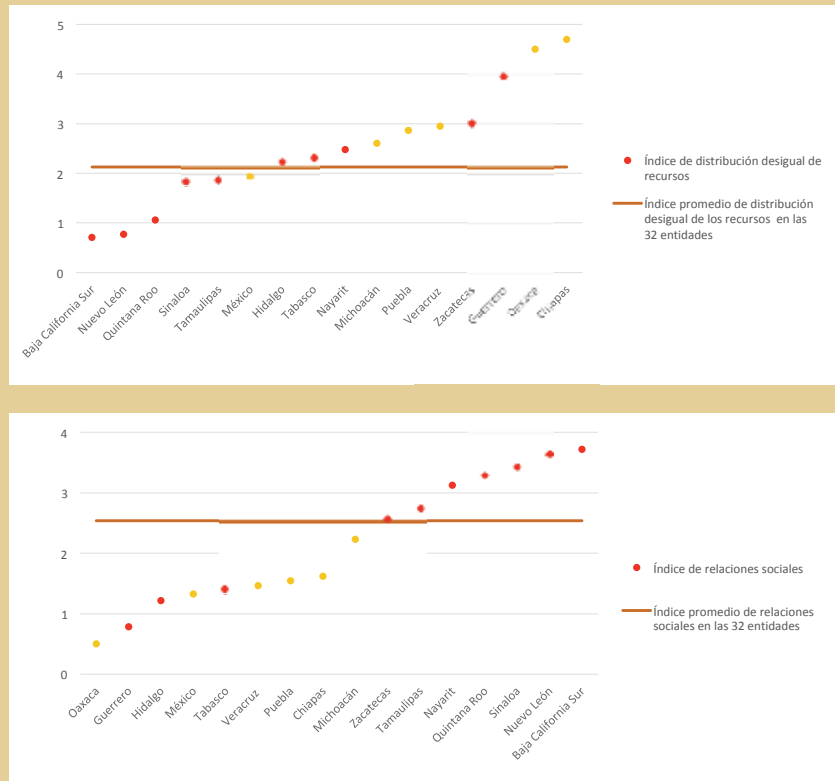 5
4
3
2
1
0
Baja California Sur
Nuevo León
Quintana Roo
Sinaloa
Tamaulipas
México
Hidalgo
Tabasco
Nayarit
Michoacán
Puebla
Veracruz
Zacatecas
Guerrero
Oaxaca
Chiapas
Índice de distribución desigual de
recursos
Índice promedio de distribución
desigual de los recursos en las
32 entidades
4
3
2
1
0
Oaxaca
Guerrero
Hidalgo
México
Tabasco
Veracruz
Puebla
Chiapas
Michoacán
Zacatecas
Tamaulipas
Nayarit
Quintana Roo
Sinaloa
Nuevo León
Baja California Sur
Índice de relaciones sociales
Índice promedio de relaciones
sociales en las 32 entidades